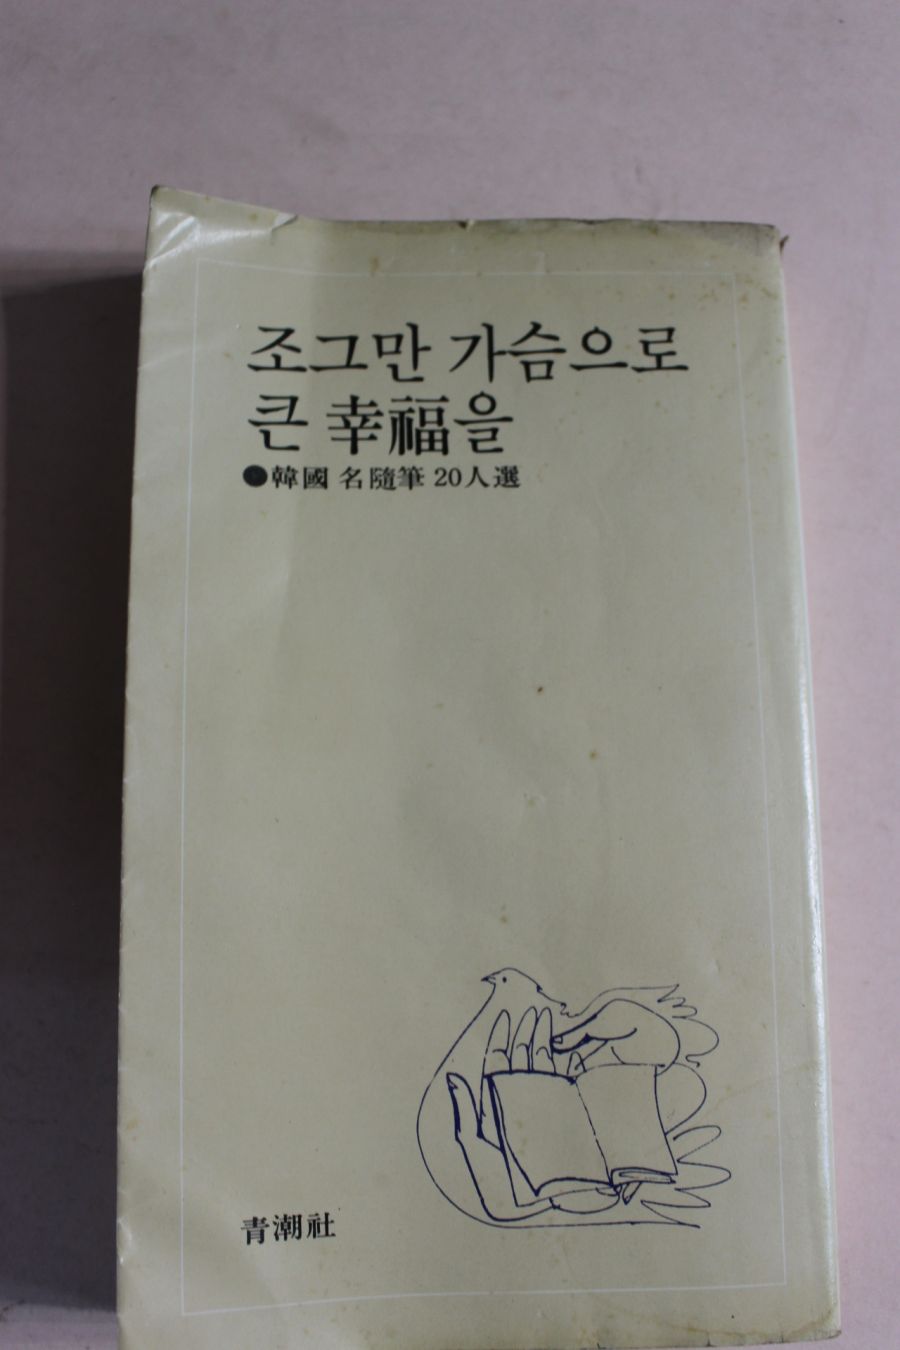 조그만 가슴으로
큰 幸福을
●韓國 名隨筆 20人選
靑潮社